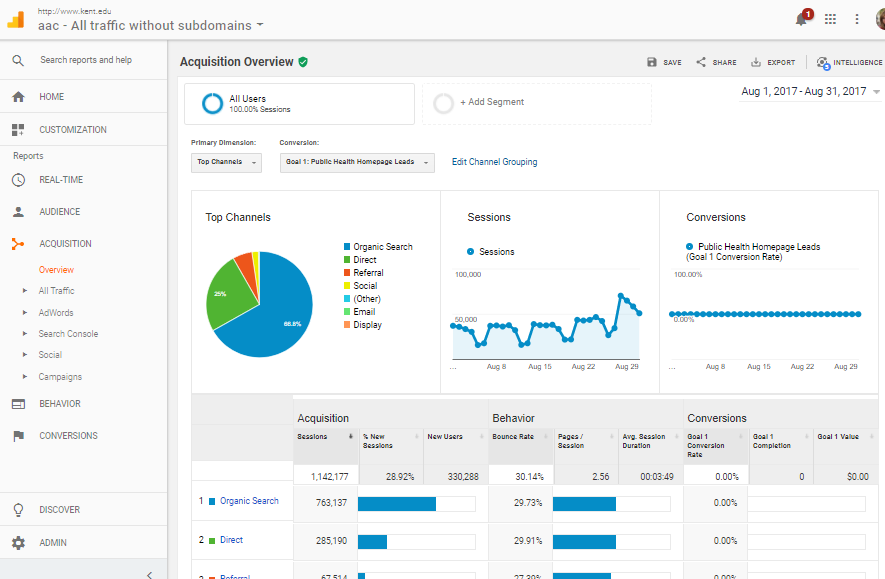 http://www.kent.edu
aac - All traffic without subdomains
1
Search reports and help
HOME
CUSTOMIZATION
Reports
REAL-TIME
AUDIENCE
ACQUISITION
Overview
All Traffic
AdWords
Search Console
Social
Campaigns
BEHAVIOR
CONVERSIONS
DISCOVER
ADMIN
Acquisition Overview
SAVE
SHARE
EXPORT
INTELLIGENCE
All Users
100.00% Sessions
+ Add Segment
Aug 1, 2017 - Aug 31, 2017
Primary Dimension:
Conversion:
Top Channels
Goal 1: Public Health Homepage Leads
Edit Channel Grouping
Top Channels
25%
66.8%
Organic Search
Direct
Referral
Social
(Other)
Email
Display
Sessions
Sessions
100,000
50,000
... Aug 8 Aug 15 Aug 22 Aug 29
Conversions
Public Health Homepage Leads
(Goal 1 Conversion Rate)
100.00%
0.00%
... Aug 8 Aug 15 Aug 22 Aug 29
Acquisition Behavior Conversions
Sessions % New Sessions New Users Bounce Rate Pages / Session Avg. Session Duration Goal 1 Conversion Rate Goal 1 Completion Goal 1 Value
1,142,177 28.92% 330,288 30.14% 2.56 00:03:49 0.00% 0 $0.00
1 Organic Search 763,137 29.73% 0.00%
2 Direct 285,190 29.91% 0.00%
3 Referral 67,514 27.39% 0.00%